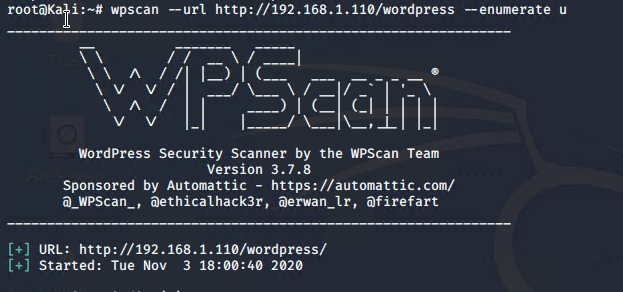 root@Kali:~# wpscan --url http://192.168.1.110/wordpress --enumerate u
WPScan ®
WordPress Security Scanner by the WPScan Team
Version 3.7.8
Sponsored by Automattic - https://automattic.com/
@_WPScan_, @ethicalhack3r, @erwan_lr, @firefart
[+] URL: http://192.168.1.110/wordpress/
[+] Started: Tue Nov  3 18:00:40 2020